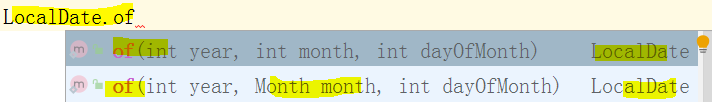 LocalDate.of
of(int year, int month, int dayOfMonth) LocalDate
of(int year, Month month, int dayOfMonth) LocalDate